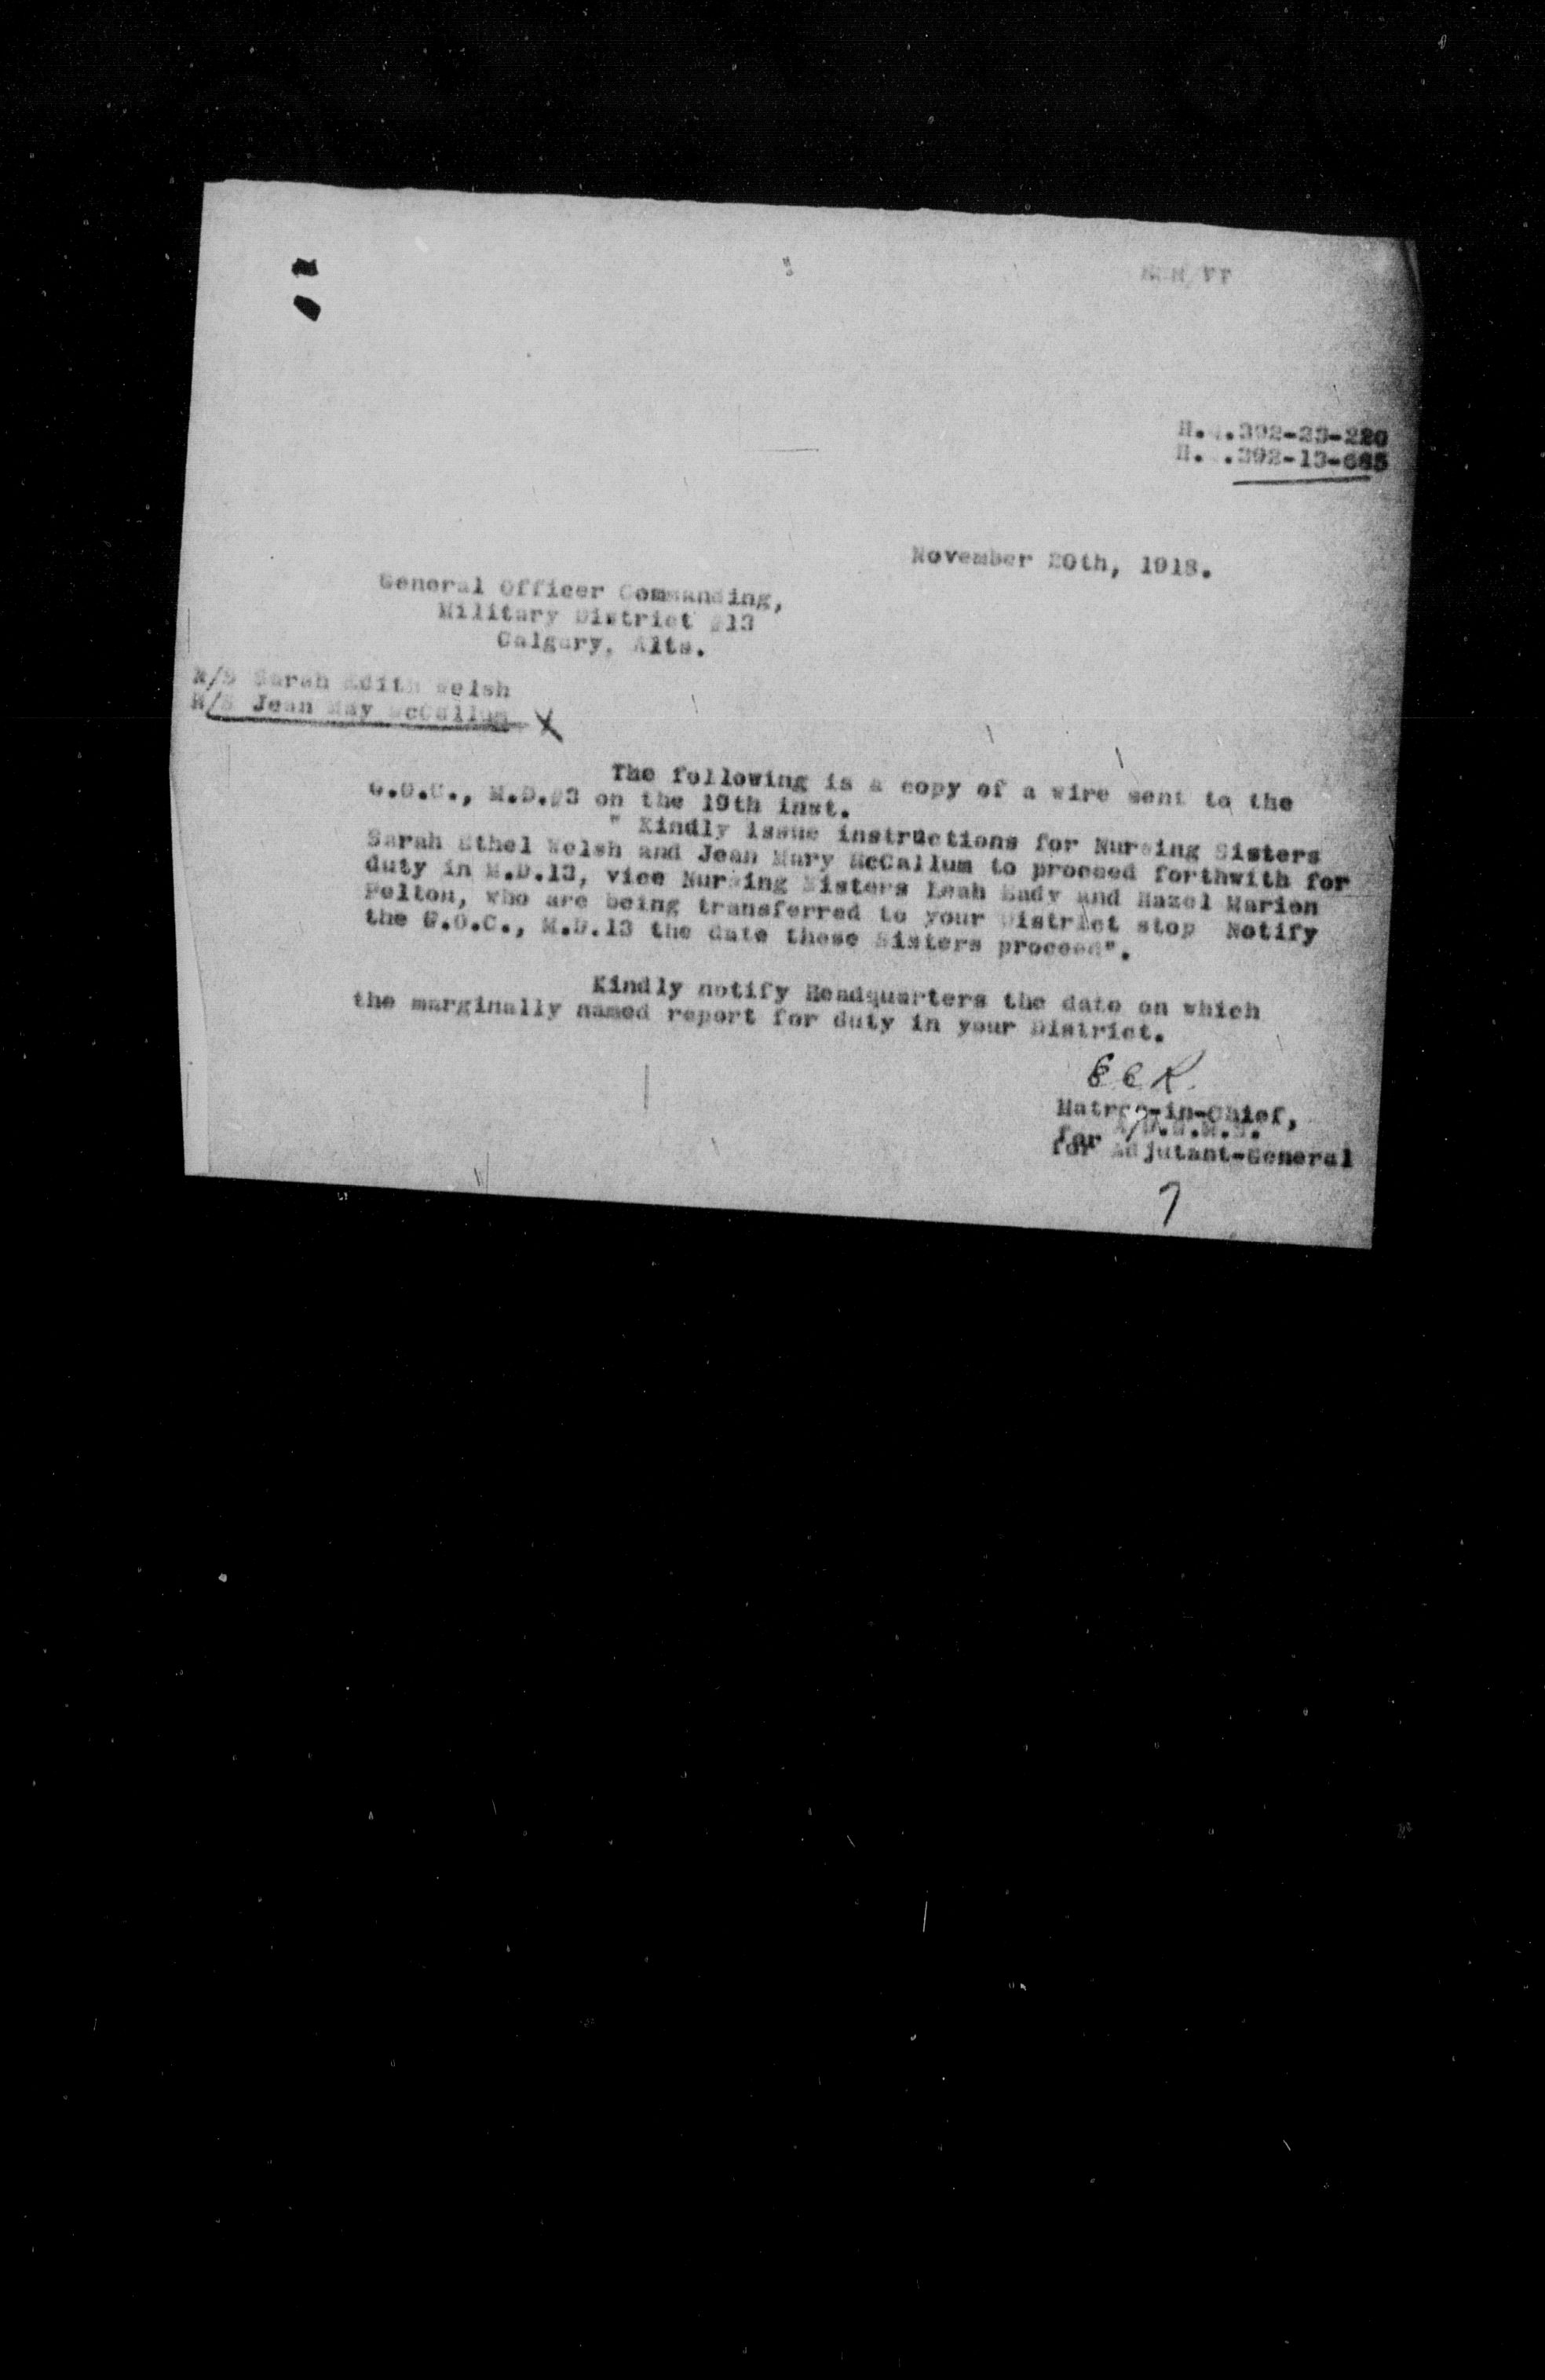 H.Q.392-23-220
H.Q.392-13-685
November 20th, 1918.
General Officer Commanding,
Military District #13
Calgary, Alta.
N/S Sarah Edith Welsh
N/S Jean May McCallum X
The following is a copy of a wire sent to the
G.O.C., M.D.#3 on the 19th inst.
" Kindly issue instructions for Nursing Sisters
Sarah Ethel Welsh and Jean Mary McCallum to proceed forthwith for
duty in M.D.13, vice Nursing Sisters Leah Eady and Hazel Marion
Pelton, who are being transferred to your District stop Notify
the G.O.C., M.D.13 the date these Sisters proceed".
Kindly notify Headquarters the date on which
the marginally named report for duty in your District.
Matron-in-Chief,
for A/D.G.M.S.
for Adjutant-General
7